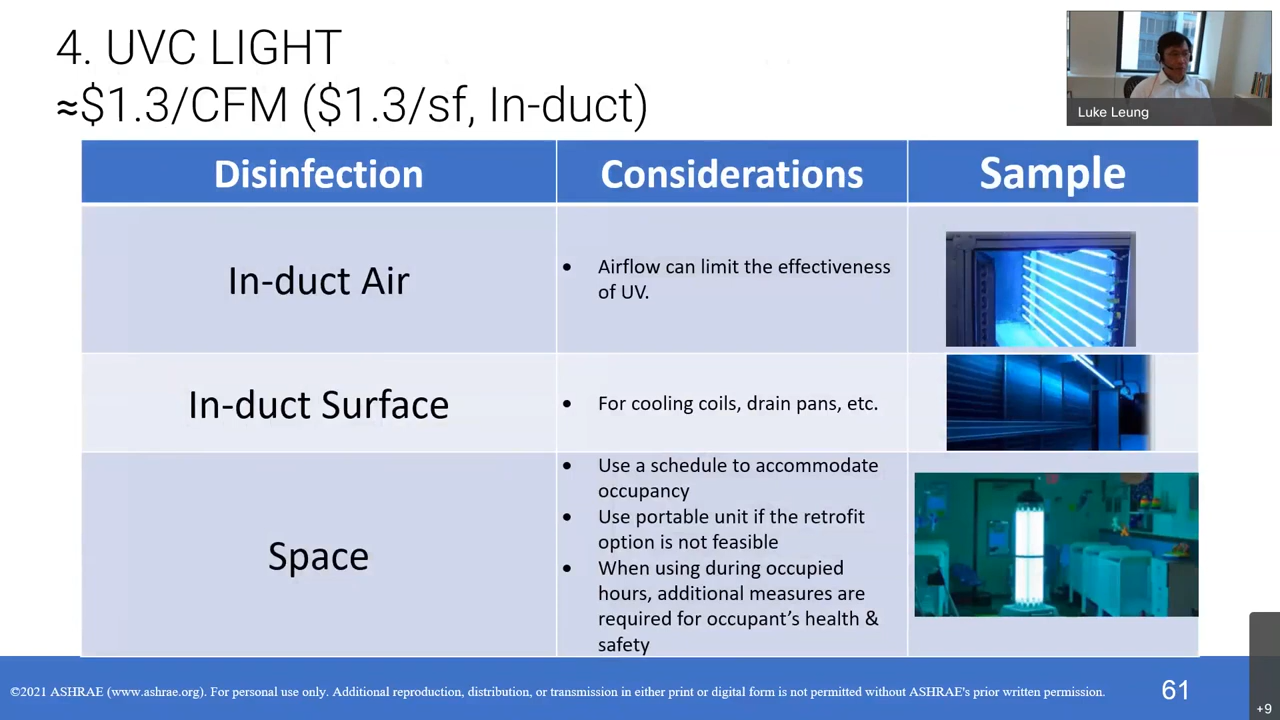 4. UVC LIGHT
≈$1.3/CFM ($1.3/sf, In-duct)
Luke Leung
Disinfection
Considerations
Sample
In-duct Air
• Airflow can limit the effectiveness
of UV.
In-duct Surface
• For cooling coils, drain pans, etc.
Space
• Use a schedule to accommodate
occupancy
• Use portable unit if the retrofit
option is not feasible
• When using during occupied
hours, additional measures are
required for occupant’s health &
safety
©2021 ASHRAE (www.ashrae.org). For personal use only. Additional reproduction, distribution, or transmission in either print or digital form is not permitted without ASHRAE's prior written permission.
61
+9